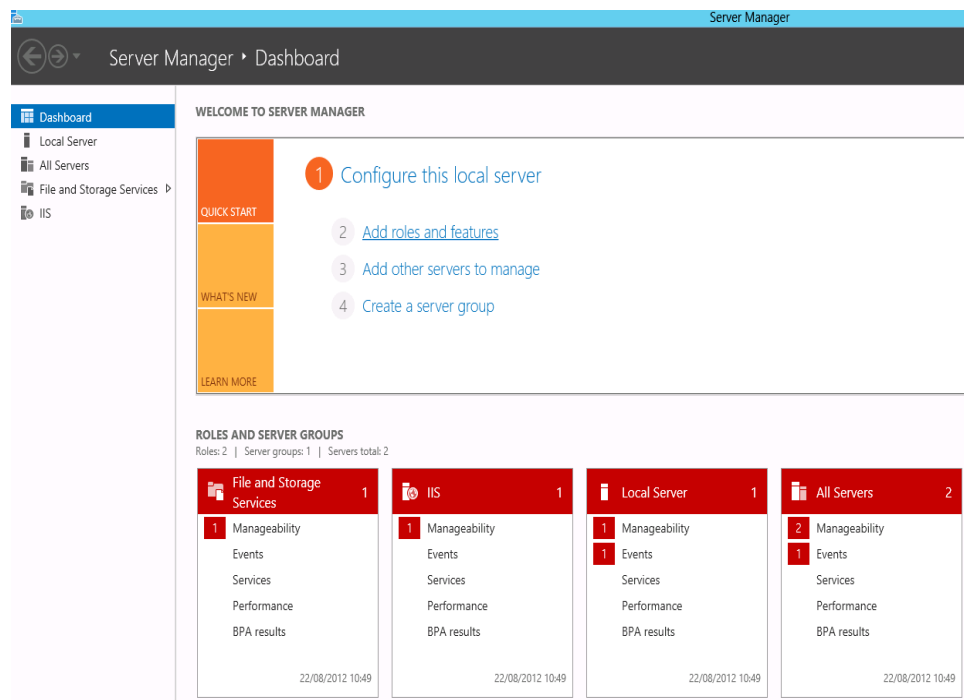 Server Manager
Server Manager ‣ Dashboard
Dashboard
Local Server
All Servers
File and Storage Services
IIS
WELCOME TO SERVER MANAGER
QUICK START
WHAT'S NEW
LEARN MORE
1 Configure this local server
2 Add roles and features
3 Add other servers to manage
4 Create a server group
ROLES AND SERVER GROUPS
Roles: 2 | Server groups: 1 | Servers total: 2
File and Storage
Services 1
1 Manageability
Events
Services
Performance
BPA results
22/08/2012 10:49
IIS 1
1 Manageability
Events
Services
Performance
BPA results
22/08/2012 10:49
Local Server 1
1 Manageability
1 Events
Services
Performance
BPA results
22/08/2012 10:49
All Servers 2
2 Manageability
1 Events
Services
Performance
BPA results
22/08/2012 10:49